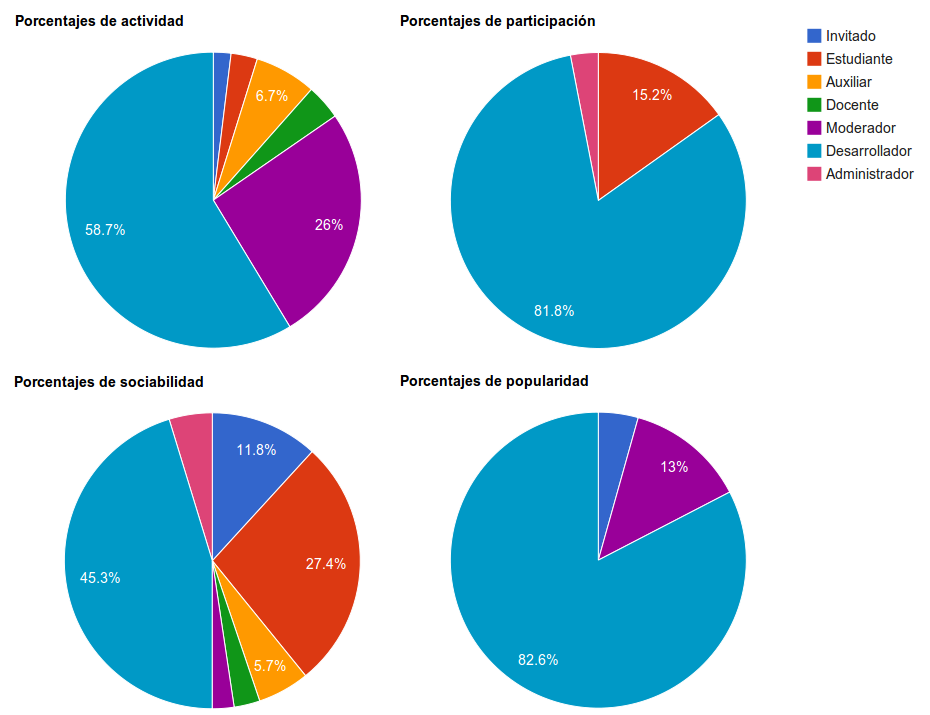 Porcentajes de actividad
6.7%
26%
58.7%
Porcentajes de participación
15.2%
81.8%
Invitado
Estudiante
Auxiliar
Docente
Moderador
Desarrollador
Administrador
Porcentajes de sociabilidad
11.8%
27.4%
45.3%
5.7%
Porcentajes de popularidad
13%
82.6%